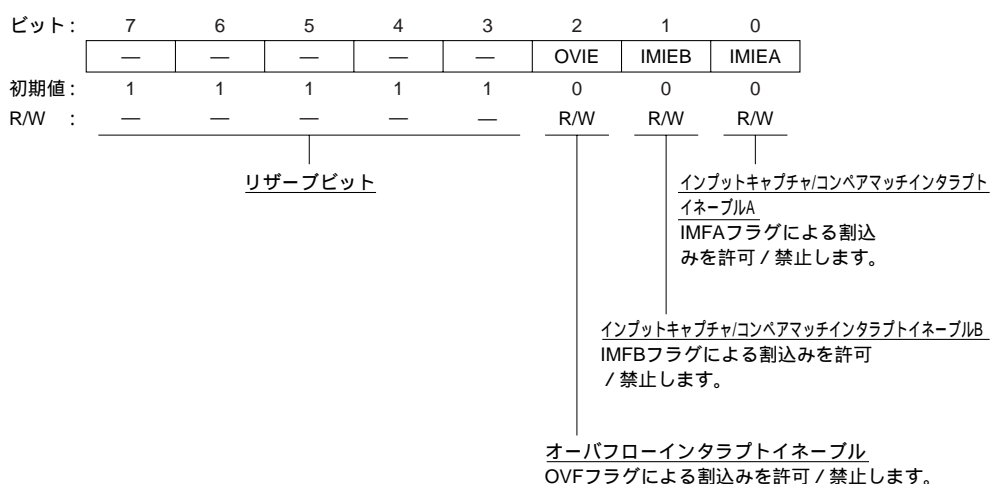 ビット : 7 6 5 4 3 2 1 0
— — — — — OVIE IMIEB IMIEA
初期値 : 1 1 1 1 1 0 0 0
R/W : — — — — — R/W R/W R/W
リザーブビット
インプットキャプチャ/コンペアマッチインタラプト
イネーブルA
IMFAフラグによる割込
みを許可 / 禁止します。
インプットキャプチャ/コンペアマッチインタラプトイネーブルB
IMFBフラグによる割込みを許可
/ 禁止します。
オーバフローインタラプトイネーブル
OVFフラグによる割込みを許可 / 禁止します。